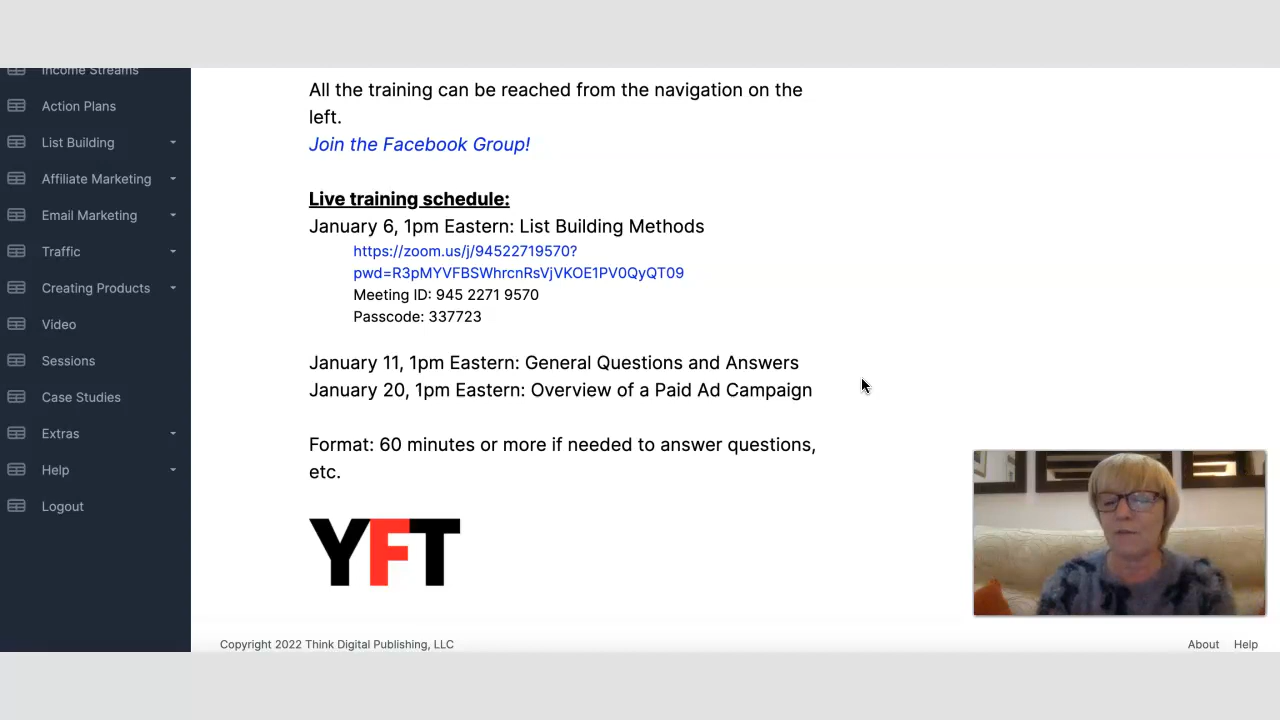 Income Streams
Action Plans
List Building
Affiliate Marketing
Email Marketing
Traffic
Creating Products
Video
Sessions
Case Studies
Extras
Help
Logout
All the training can be reached from the navigation on the
left.
Join the Facebook Group!
Live training schedule:
January 6, 1pm Eastern: List Building Methods
https://zoom.us/j/94522719570?
pwd=R3pMYVFBSWhrcnRsVjVKOE1PV0QyQT09
Meeting ID: 945 2271 9570
Passcode: 337723
January 11, 1pm Eastern: General Questions and Answers
January 20, 1pm Eastern: Overview of a Paid Ad Campaign
Format: 60 minutes or more if needed to answer questions,
etc.
YFT
Copyright 2022 Think Digital Publishing, LLC
About Help